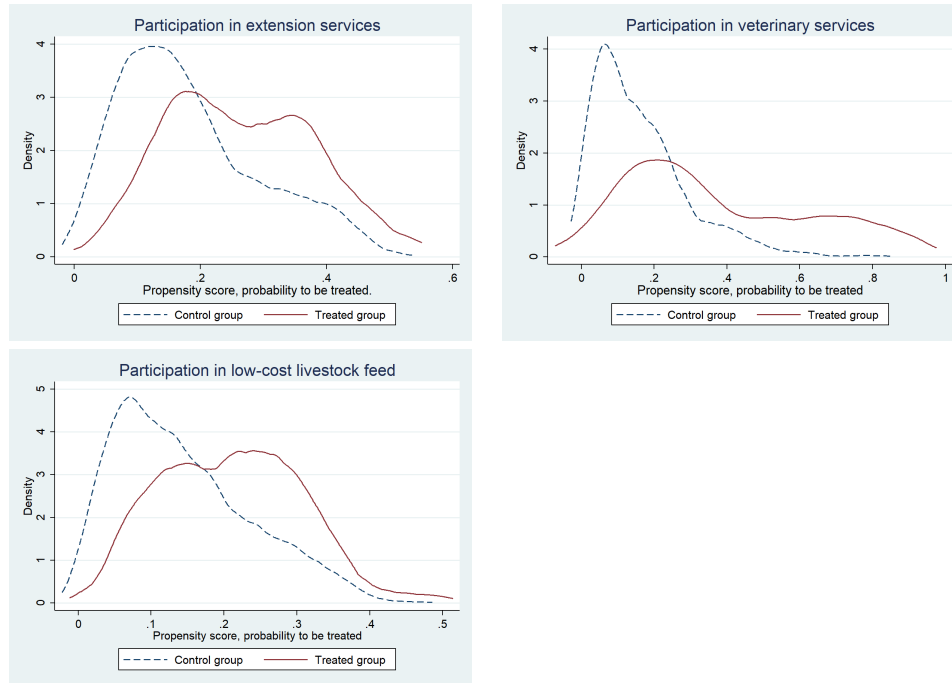 Participation in extension services
4
3
2
1
0
Density
0 .2 .4 .6
Propensity score, probability to be treated.
Control group Treated group
Participation in veterinary services
4
3
2
1
0
Density
0 .2 .4 .6 .8 1
Propensity score, probability to be treated
Control group Treated group
Participation in low-cost livestock feed
5
4
3
2
1
0
Density
0 .1 .2 .3 .4 .5
Propensity score, probability to be treated
Control group Treated group